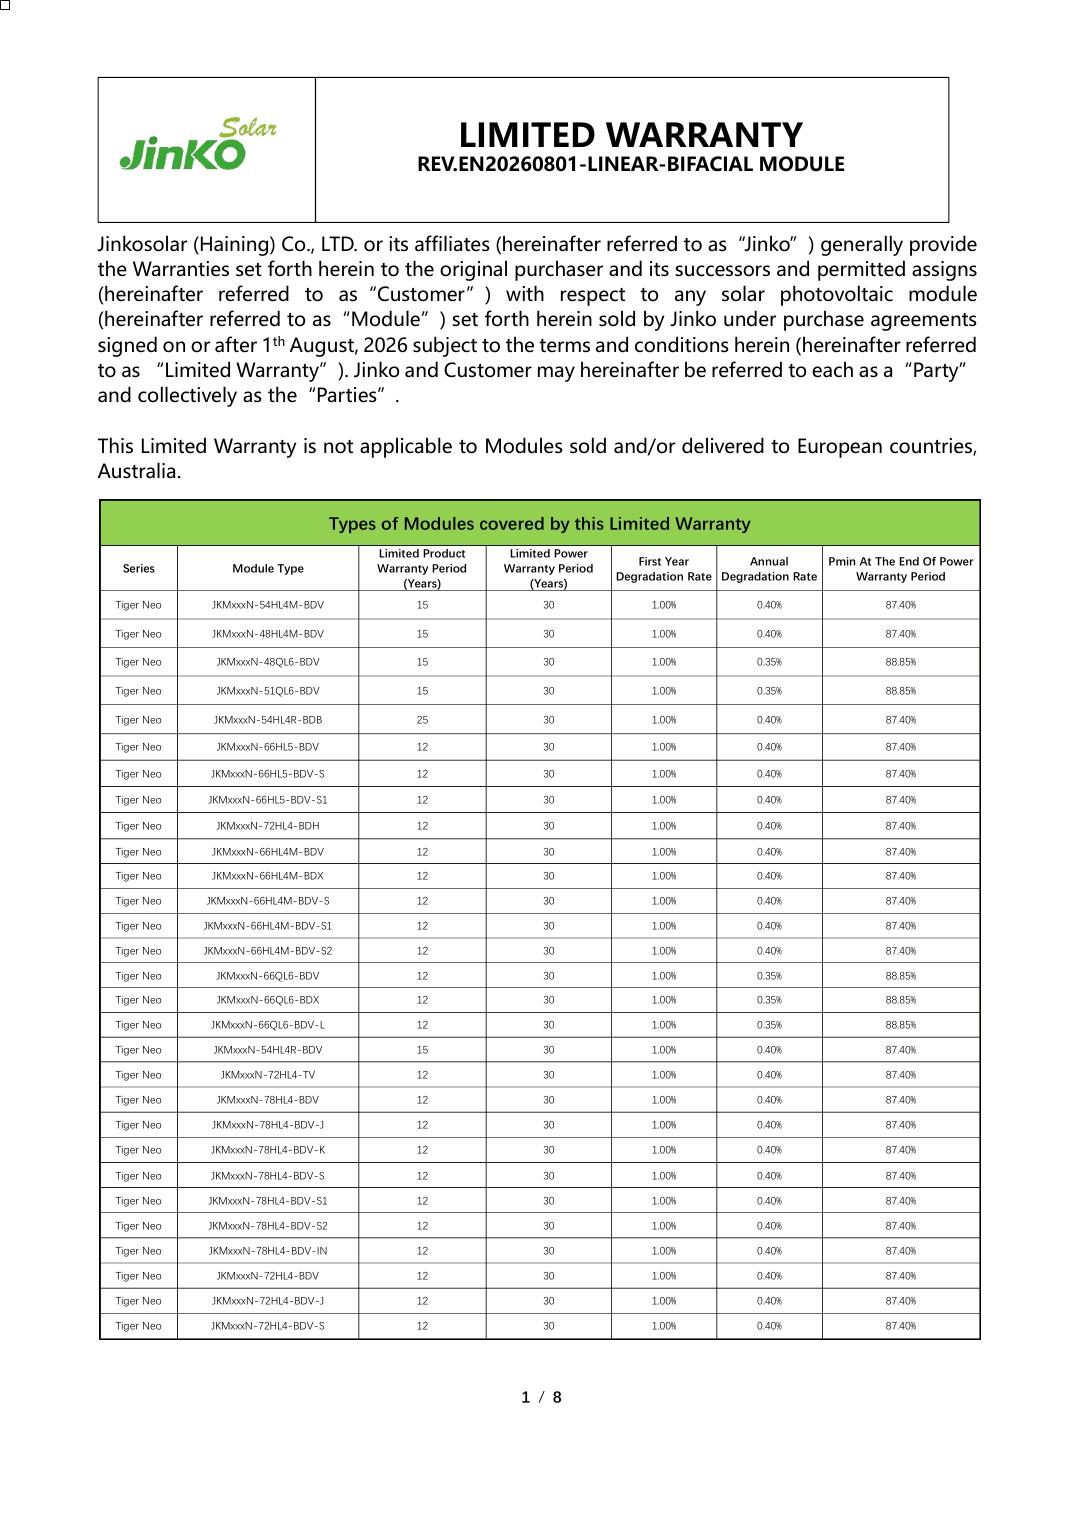 Solar
JinKO
LIMITED WARRANTY
REV.EN20260801-LINEAR-BIFACIAL MODULE
Jinkosolar (Haining) Co., LTD. or its affiliates (hereinafter referred to as “Jinko” ) generally provide
the Warranties set forth herein to the original purchaser and its successors and permitted assigns
(hereinafter referred to as “Customer” ) with respect to any solar photovoltaic module
(hereinafter referred to as “Module” ) set forth herein sold by Jinko under purchase agreements
signed on or after 1th August, 2026 subject to the terms and conditions herein (hereinafter referred
to as “Limited Warranty” ). Jinko and Customer may hereinafter be referred to each as a “Party”
and collectively as the “Parties” .
This Limited Warranty is not applicable to Modules sold and/or delivered to European countries,
Australia.
Types of Modules covered by this Limited Warranty
Series Module Type Limited Product Warranty Period (Years) Limited Power Warranty Period (Years) First Year Degradation Rate Annual Degradation Rate Pmin At The End Of Power Warranty Period
Tiger Neo JKMxxxN-54HL4M-BDV 15 30 1.00% 0.40% 87.40%
Tiger Neo JKMxxxN-48HL4M-BDV 15 30 1.00% 0.40% 87.40%
Tiger Neo JKMxxxN-48QL6-BDV 15 30 1.00% 0.35% 88.85%
Tiger Neo JKMxxxN-51QL6-BDV 15 30 1.00% 0.35% 88.85%
Tiger Neo JKMxxxN-54HL4R-BDB 25 30 1.00% 0.40% 87.40%
Tiger Neo JKMxxxN-66HL5-BDV 12 30 1.00% 0.40% 87.40%
Tiger Neo JKMxxxN-66HL5-BDV-S 12 30 1.00% 0.40% 87.40%
Tiger Neo JKMxxxN-66HL5-BDV-S1 12 30 1.00% 0.40% 87.40%
Tiger Neo JKMxxxN-72HL4-BDH 12 30 1.00% 0.40% 87.40%
Tiger Neo JKMxxxN-66HL4M-BDV 12 30 1.00% 0.40% 87.40%
Tiger Neo JKMxxxN-66HL4M-BDX 12 30 1.00% 0.40% 87.40%
Tiger Neo JKMxxxN-66HL4M-BDV-S 12 30 1.00% 0.40% 87.40%
Tiger Neo JKMxxxN-66HL4M-BDV-S1 12 30 1.00% 0.40% 87.40%
Tiger Neo JKMxxxN-66HL4M-BDV-S2 12 30 1.00% 0.40% 87.40%
Tiger Neo JKMxxxN-66QL6-BDV 12 30 1.00% 0.35% 88.85%
Tiger Neo JKMxxxN-66QL6-BDX 12 30 1.00% 0.35% 88.85%
Tiger Neo JKMxxxN-66QL6-BDV-L 12 30 1.00% 0.35% 88.85%
Tiger Neo JKMxxxN-54HL4R-BDV 15 30 1.00% 0.40% 87.40%
Tiger Neo JKMxxxN-72HL4-TV 12 30 1.00% 0.40% 87.40%
Tiger Neo JKMxxxN-78HL4-BDV 12 30 1.00% 0.40% 87.40%
Tiger Neo JKMxxxN-78HL4-BDV-J 12 30 1.00% 0.40% 87.40%
Tiger Neo JKMxxxN-78HL4-BDV-K 12 30 1.00% 0.40% 87.40%
Tiger Neo JKMxxxN-78HL4-BDV-S 12 30 1.00% 0.40% 87.40%
Tiger Neo JKMxxxN-78HL4-BDV-S1 12 30 1.00% 0.40% 87.40%
Tiger Neo JKMxxxN-78HL4-BDV-S2 12 30 1.00% 0.40% 87.40%
Tiger Neo JKMxxxN-78HL4-BDV-IN 12 30 1.00% 0.40% 87.40%
Tiger Neo JKMxxxN-72HL4-BDV 12 30 1.00% 0.40% 87.40%
Tiger Neo JKMxxxN-72HL4-BDV-J 12 30 1.00% 0.40% 87.40%
Tiger Neo JKMxxxN-72HL4-BDV-S 12 30 1.00% 0.40% 87.40%
1 / 8